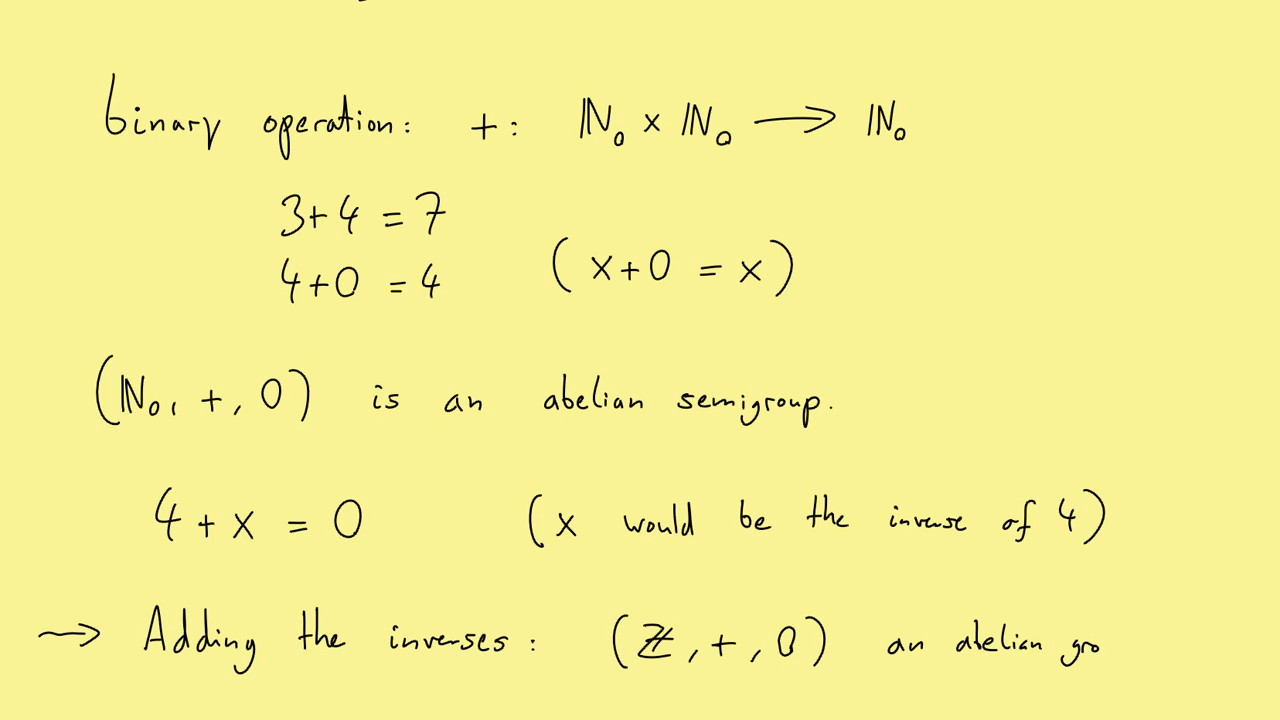 binary operation: +: ℕ₀ × ℕ₀ ⟶ ℕ₀
3+4 = 7
4+0 = 4 ( x+0 = x )
(ℕ₀, +, 0) is an abelian semigroup.
4 + x = 0 (x would be the inverse of 4)
→ Adding the inverses: (ℤ, +, 0) an abelian gro